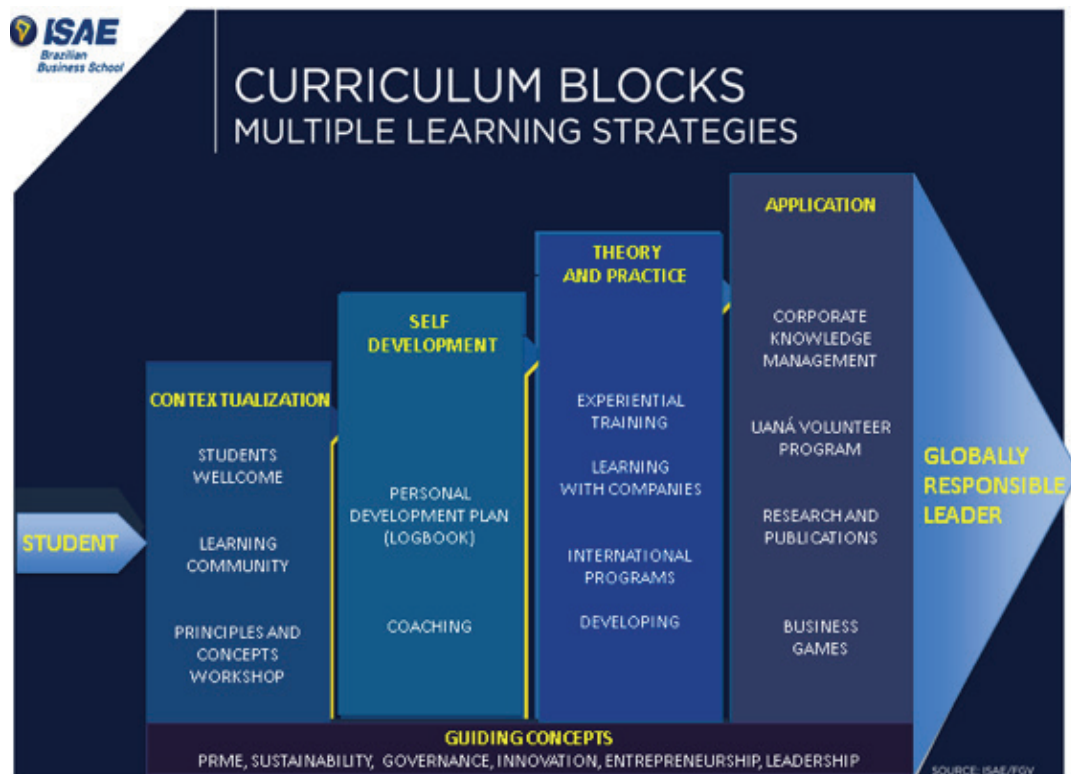 ISAE
Brazilian
Business School
CURRICULUM BLOCKS
MULTIPLE LEARNING STRATEGIES
STUDENT
CONTEXTUALIZATION
STUDENTS
WELLCOME
LEARNING
COMMUNITY
PRINCIPLES AND
CONCEPTS
WORKSHOP
SELF
DEVELOPMENT
PERSONAL
DEVELOPMENT PLAN
(LOGBOOK)
COACHING
THEORY
AND PRACTICE
EXPERIENTIAL
TRAINING
LEARNING
WITH COMPANIES
INTERNATIONAL
PROGRAMS
DEVELOPING
APPLICATION
CORPORATE
KNOWLEDGE
MANAGEMENT
UANÁ VOLUNTEER
PROGRAM
RESEARCH AND
PUBLICATIONS
BUSINESS
GAMES
GLOBALLY
RESPONSIBLE
LEADER
GUIDING CONCEPTS
PRME, SUSTAINABILITY, GOVERNANCE, INNOVATION, ENTREPRENEURSHIP, LEADERSHIP
SOURCE: ISAE/FGV